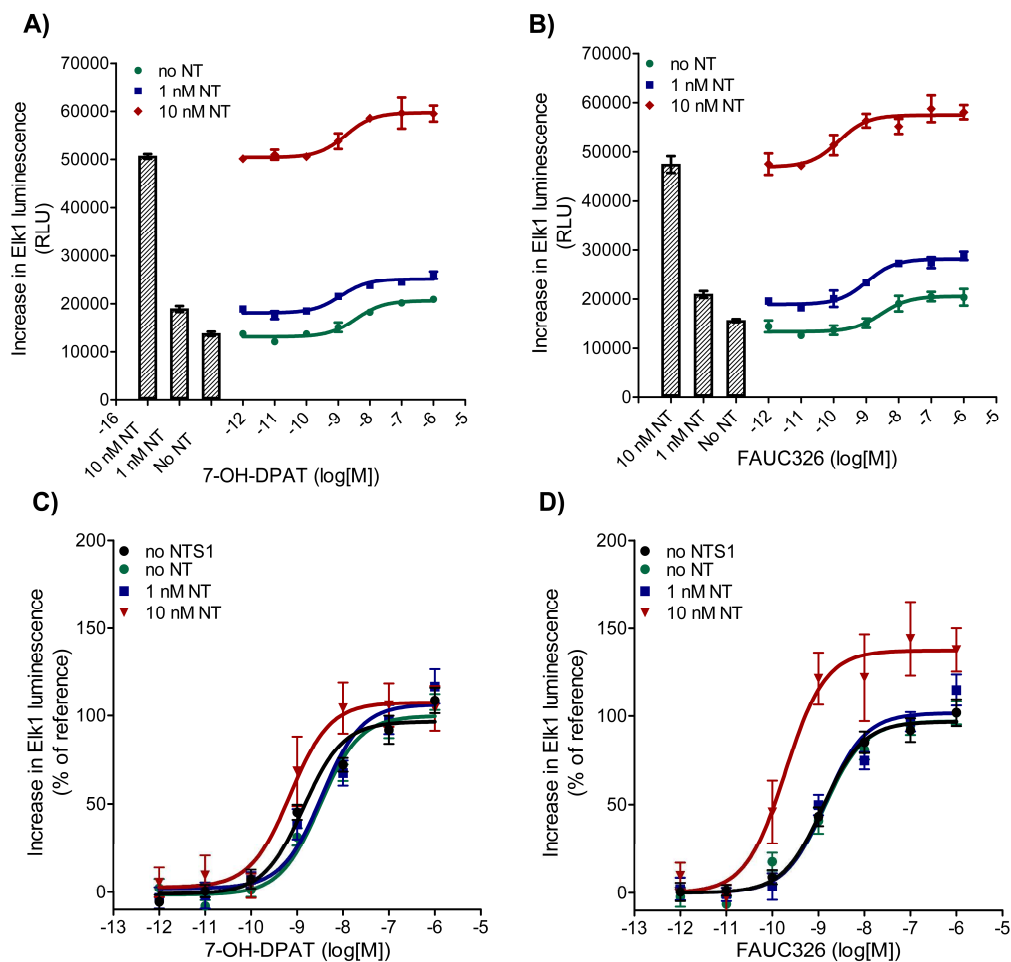 A)
70000
60000
50000
40000
30000
20000
10000
0
Increase in Elk1 luminescence
(RLU)
no NT
1 nM NT
10 nM NT
-16
10 nM NT
1 nM NT
No NT
-12
-11
-10
-9
-8
-7
-6
-5
7-OH-DPAT (log[M])
B)
70000
60000
50000
40000
30000
20000
10000
0
Increase in Elk1 luminescence
(RLU)
no NT
1 nM NT
10 nM NT
10 nM NT
1 nM NT
No NT
-12
-11
-10
-9
-8
-7
-6
-5
FAUC326 (log[M])
C)
200
150
100
50
0
Increase in Elk1 luminescence
(% of reference)
no NTS1
no NT
1 nM NT
10 nM NT
-13
-12
-11
-10
-9
-8
-7
-6
-5
7-OH-DPAT (log[M])
D)
200
150
100
50
0
Increase in Elk1 luminescence
(% of reference)
no NTS1
no NT
1 nM NT
10 nM NT
-13
-12
-11
-10
-9
-8
-7
-6
-5
FAUC326 (log[M])